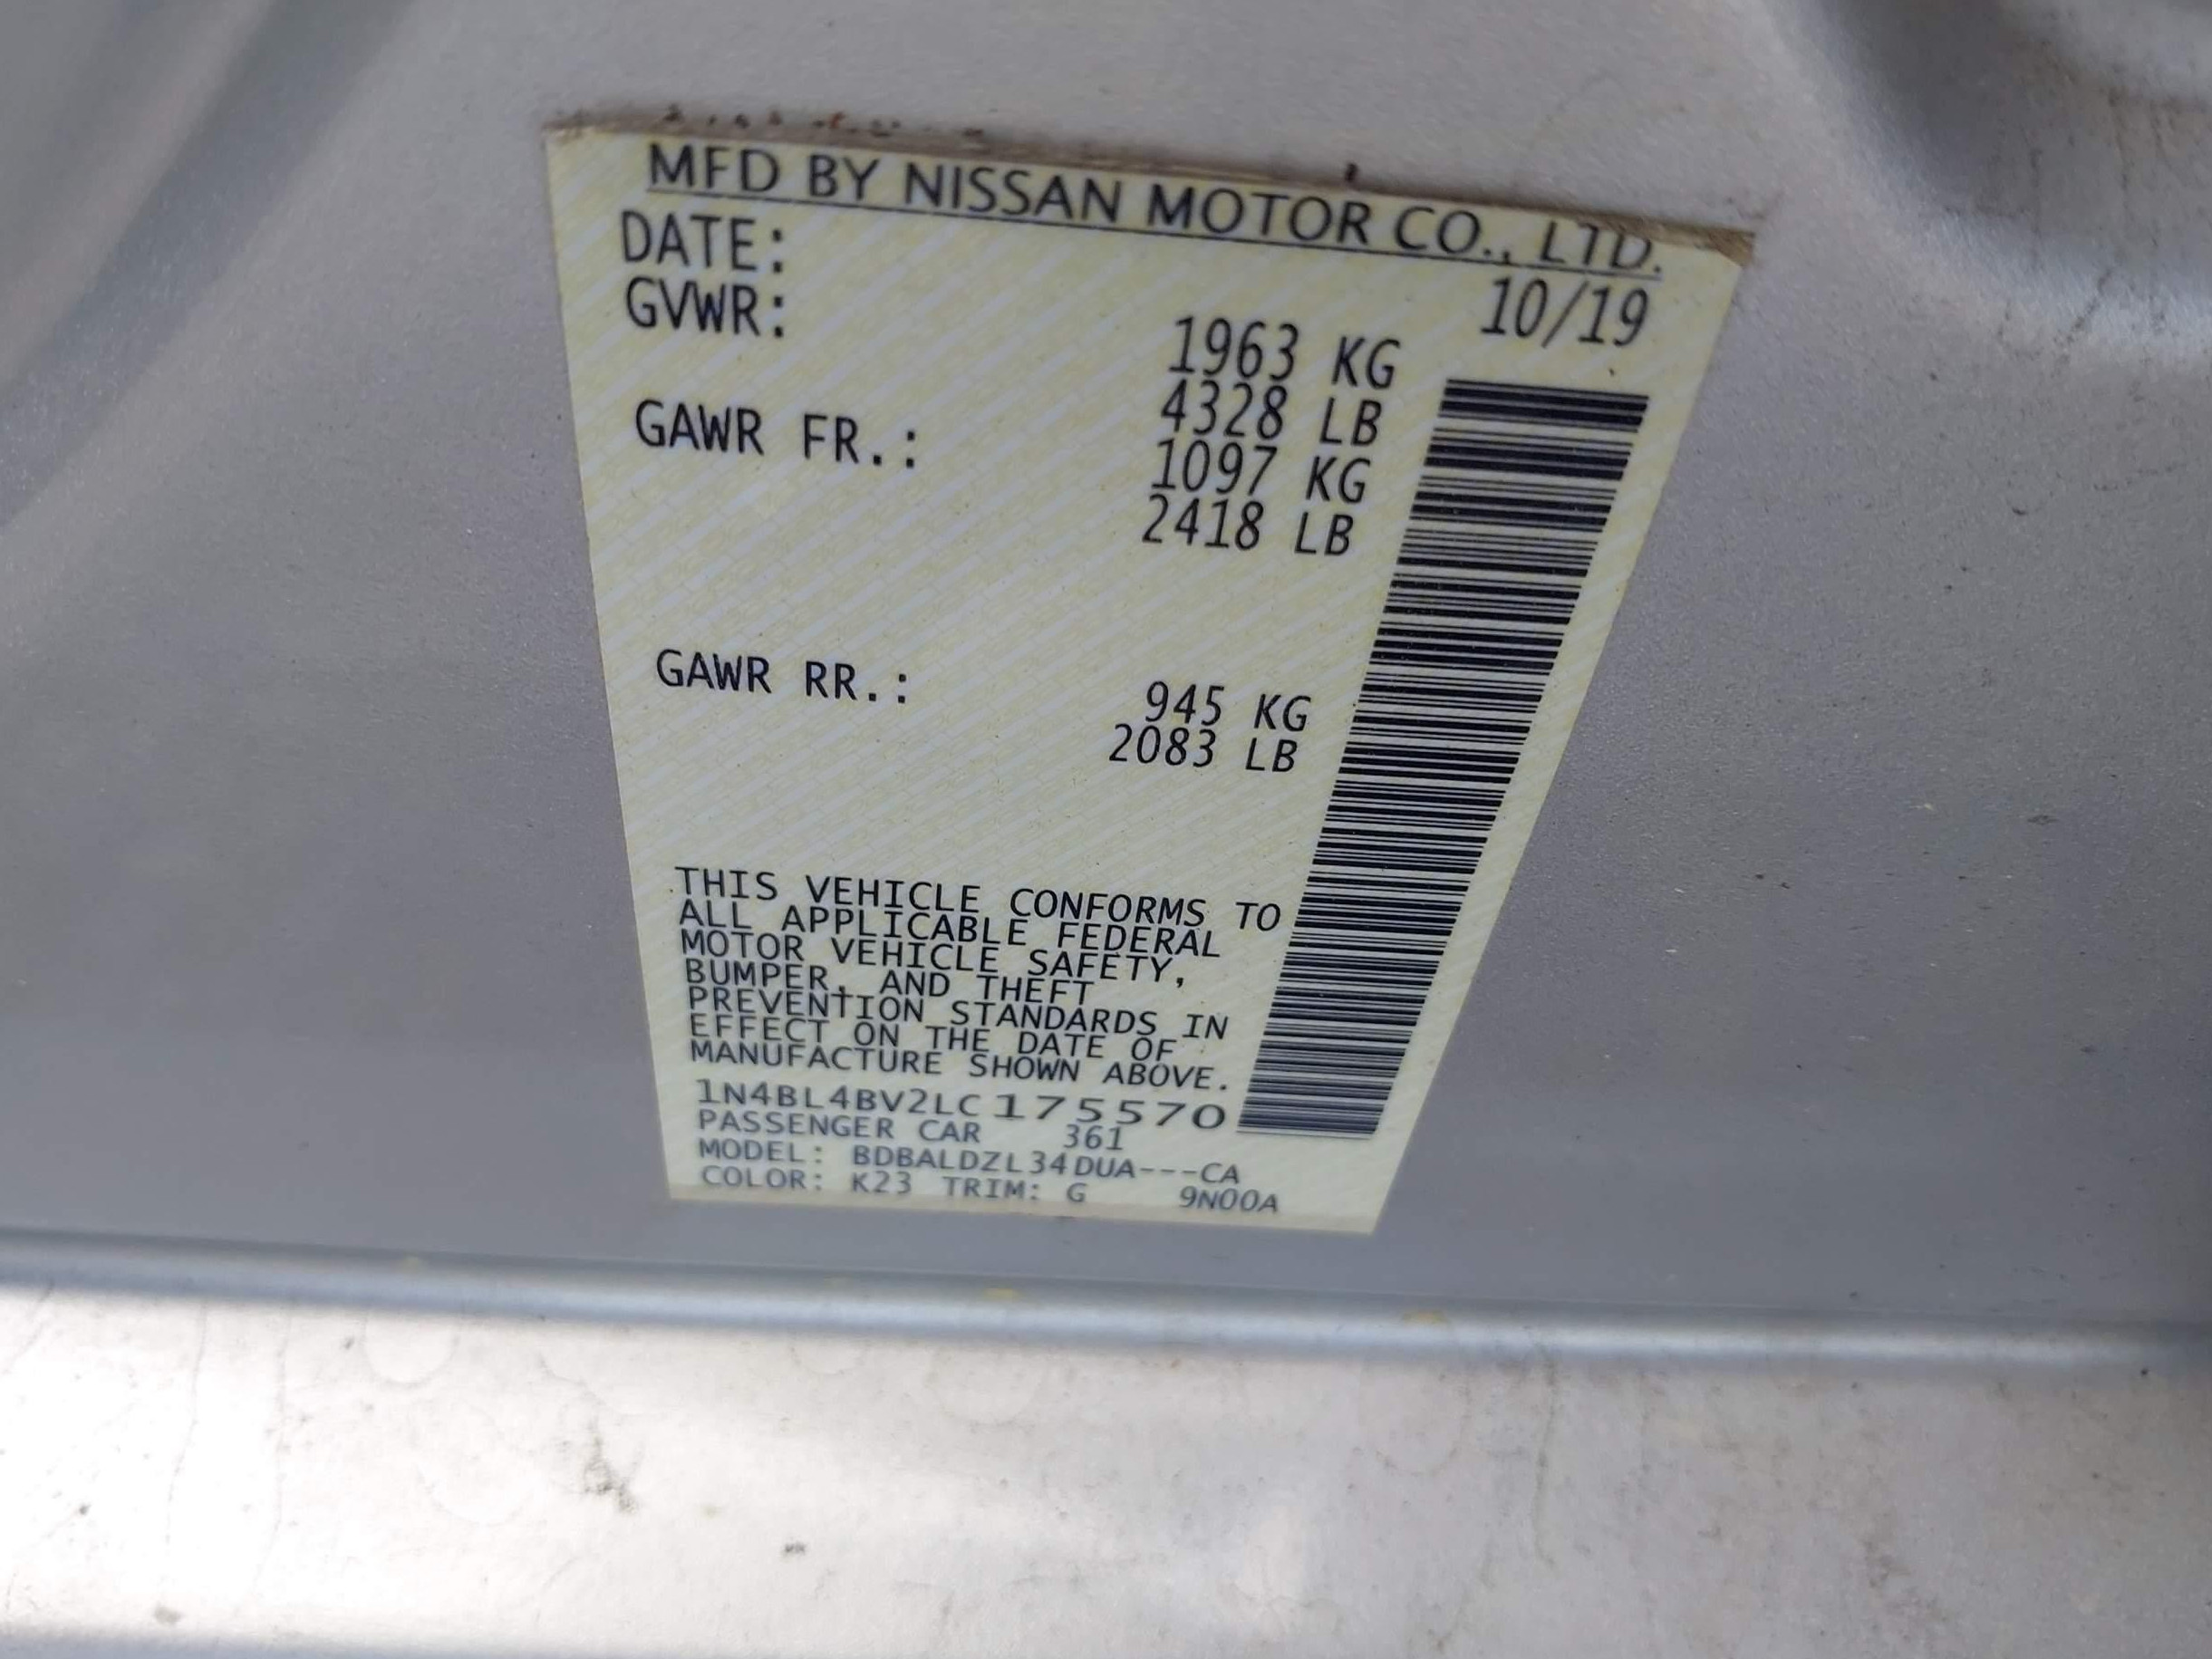 MFD BY NISSAN MOTOR CO., LTD.
DATE: 10/19
GVWR: 1963 KG
4328 LB
GAWR FR.: 1097 KG
2418 LB
GAWR RR.: 945 KG
2083 LB
THIS VEHICLE CONFORMS TO
ALL APPLICABLE FEDERAL
MOTOR VEHICLE SAFETY,
BUMPER, AND THEFT
PREVENTION STANDARDS IN
EFFECT ON THE DATE OF
MANUFACTURE SHOWN ABOVE.
1N4BL4BV2LC175570
PASSENGER CAR 361
MODEL: BDBALDZL34DUA---CA
COLOR: K23 TRIM: G 9N00A